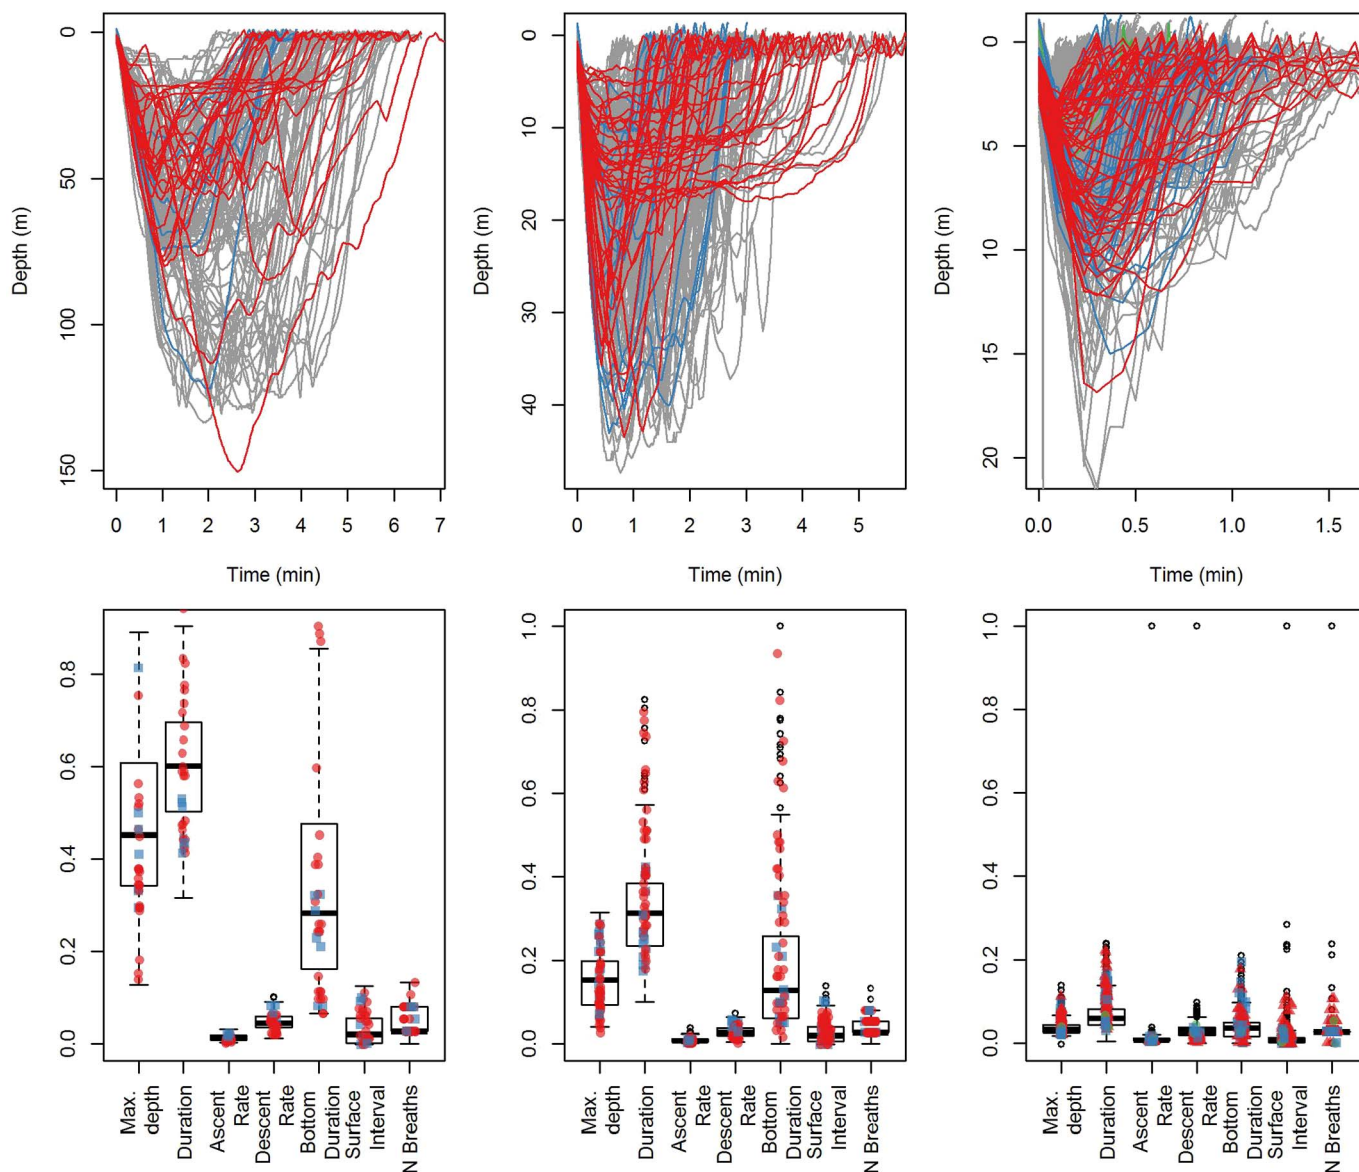 0
50
100
150
Depth (m)
0 1 2 3 4 5 6 7
Time (min)
0
10
20
30
40
Depth (m)
0 1 2 3 4 5
Time (min)
0
5
10
15
20
Depth (m)
0.0 0.5 1.0 1.5
Time (min)
0.8
0.6
0.4
0.2
0.0
Max.
depth
Duration
Ascent
Rate
Descent
Rate
Bottom
Duration
Surface
Interval
N Breaths
1.0
0.8
0.6
0.4
0.2
0.0
Max.
depth
Duration
Ascent
Rate
Descent
Rate
Bottom
Duration
Surface
Interval
N Breaths
1.0
0.8
0.6
0.4
0.2
0.0
Max.
depth
Duration
Ascent
Rate
Descent
Rate
Bottom
Duration
Surface
Interval
N Breaths